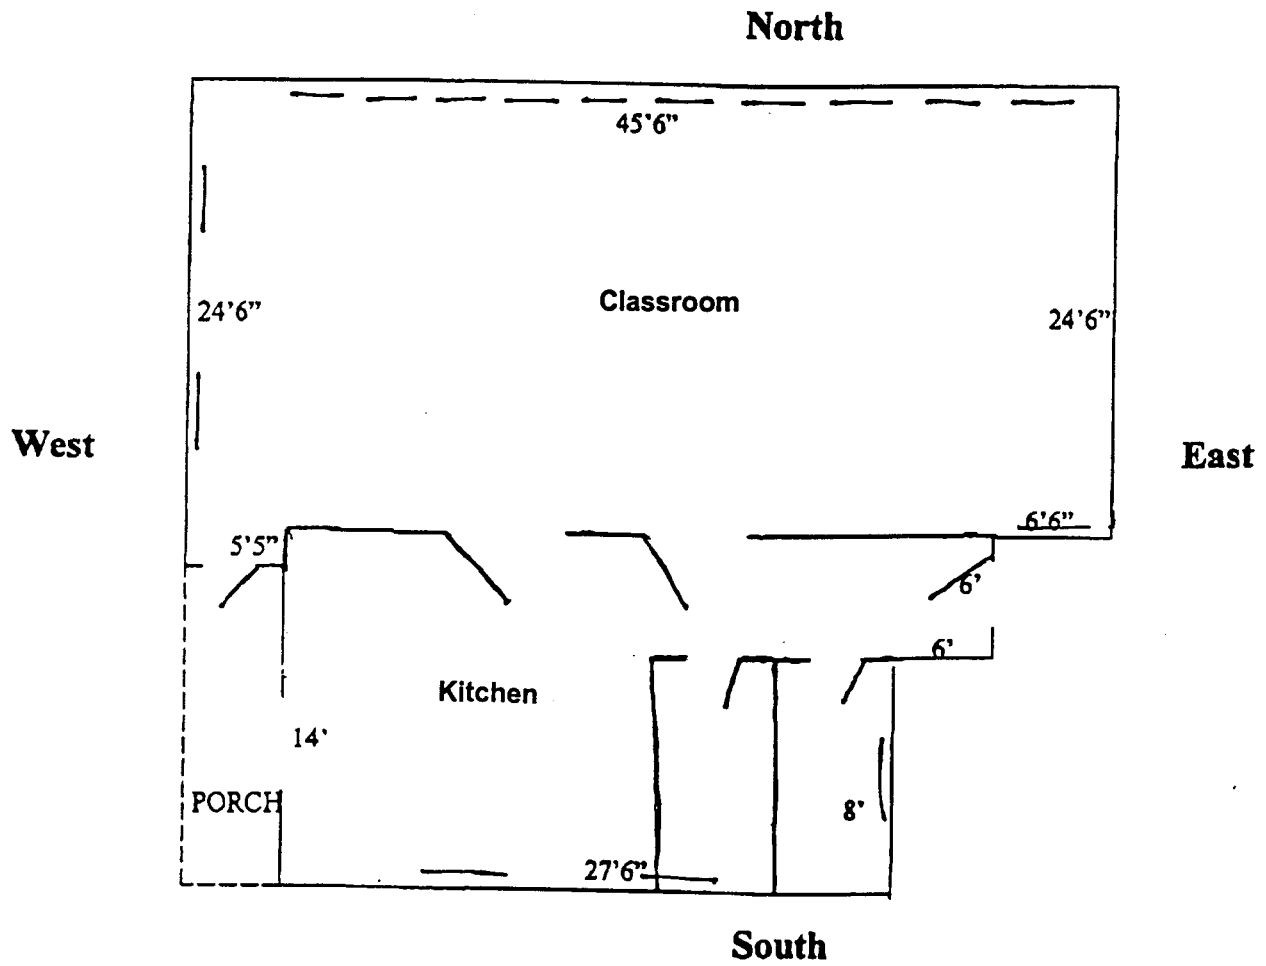 North
45'6"
Classroom
24'6"
24'6"
West
East
6'6"
5'5"
6'
6'
Kitchen
14'
PORCH
8'
27'6"
South